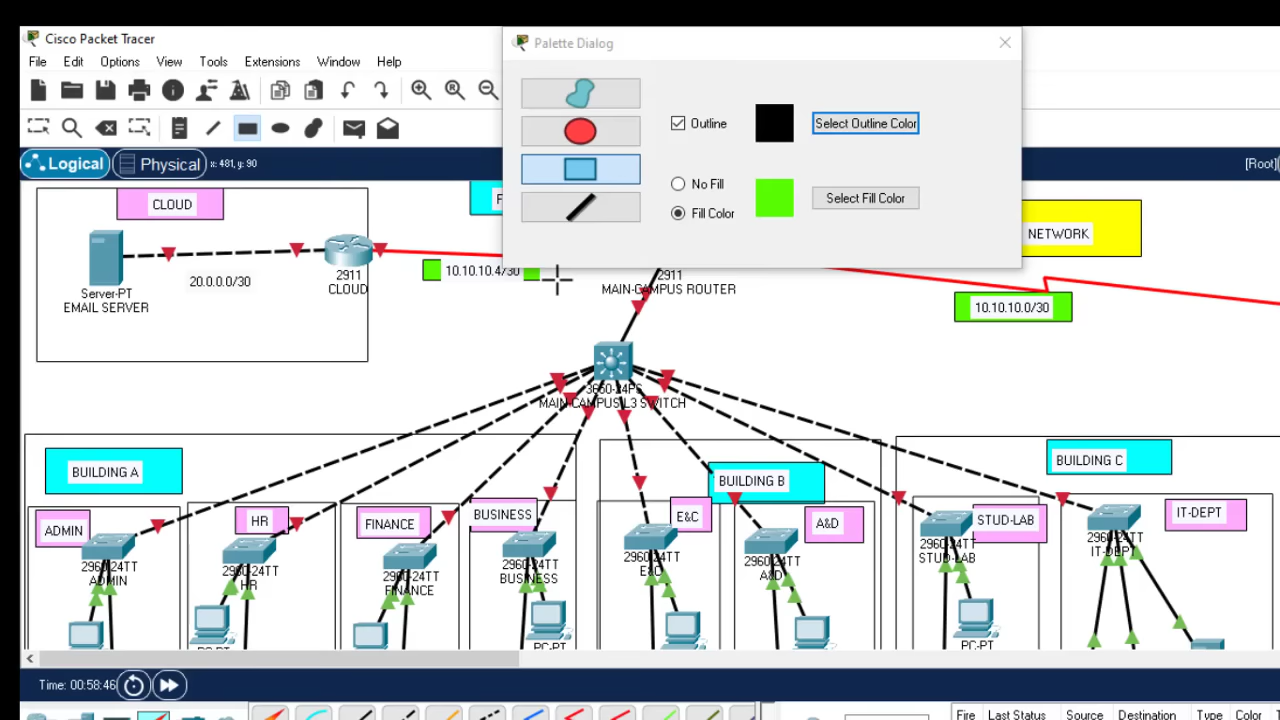 Cisco Packet Tracer
Palette Dialog
File Edit Options View Tools Extensions Window Help
Outline
Select Outline Color
No Fill
Select Fill Color
Fill Color
Logical
Physical
x: 481, y: 90
[Root]
CLOUD
NETWORK
20.0.0.0/30
10.10.10.4/30
2911
CLOUD
2911
MAIN-CAMPUS ROUTER
Server-PT
EMAIL SERVER
10.10.10.0/30
3650-24PS
MAIN-CAMPUS L3 SWITCH
BUILDING A
BUILDING B
BUILDING C
ADMIN
HR
FINANCE
BUSINESS
E&C
A&D
STUD-LAB
IT-DEPT
2960-24TT
ADMIN
2960-24TT
HR
2960-24TT
FINANCE
2960-24TT
BUSINESS
2960-24TT
E&C
2960-24TT
A&D
2960-24TT
STUD-LAB
2960-24TT
IT-DEPT
PC-PT
PC-PT
PC-PT
Time: 00:58:46
Fire Last Status Source Destination Type Color